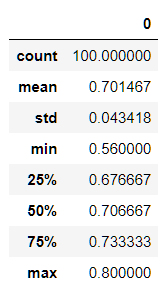 0
count 100.000000
mean 0.701467
std 0.043418
min 0.560000
25% 0.676667
50% 0.706667
75% 0.733333
max 0.800000